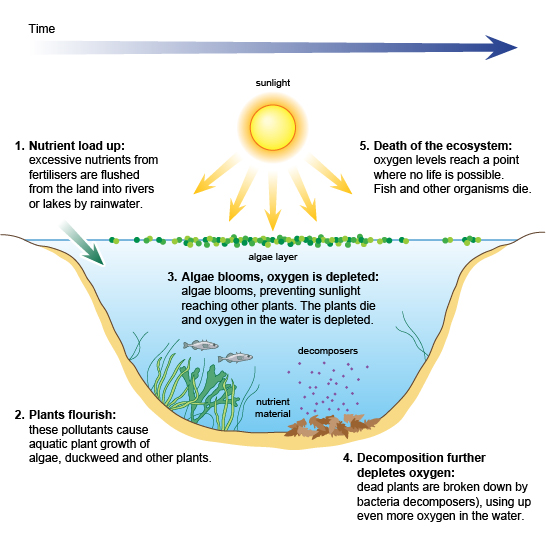 Time
sunlight
1. Nutrient load up:
excessive nutrients from
fertilisers are flushed
from the land into rivers
or lakes by rainwater.
5. Death of the ecosystem:
oxygen levels reach a point
where no life is possible.
Fish and other organisms die.
algae layer
3. Algae blooms, oxygen is depleted:
algae blooms, preventing sunlight
reaching other plants. The plants die
and oxygen in the water is depleted.
decomposers
nutrient
material
2. Plants flourish:
these pollutants cause
aquatic plant growth of
algae, duckweed and other plants.
4. Decomposition further
depletes oxygen:
dead plants are broken down by
bacteria decomposers), using up
even more oxygen in the water.